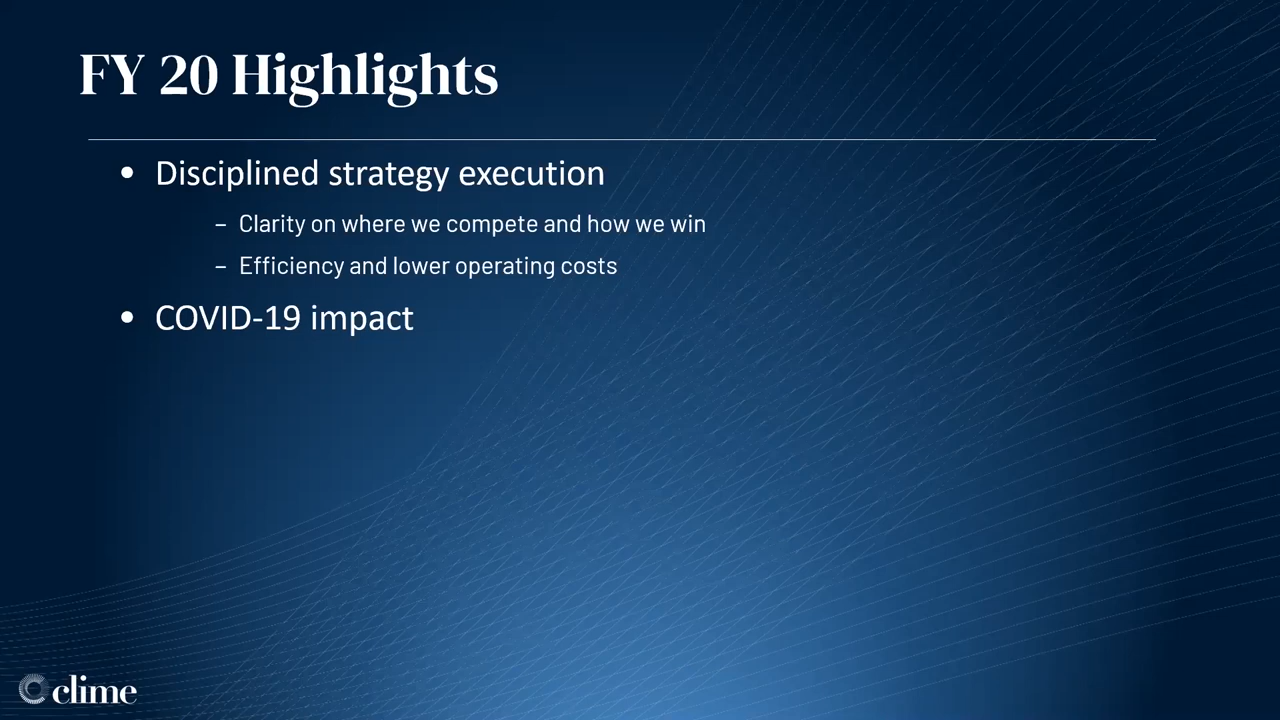 FY 20 Highlights
• Disciplined strategy execution
– Clarity on where we compete and how we win
– Efficiency and lower operating costs
• COVID-19 impact
clime